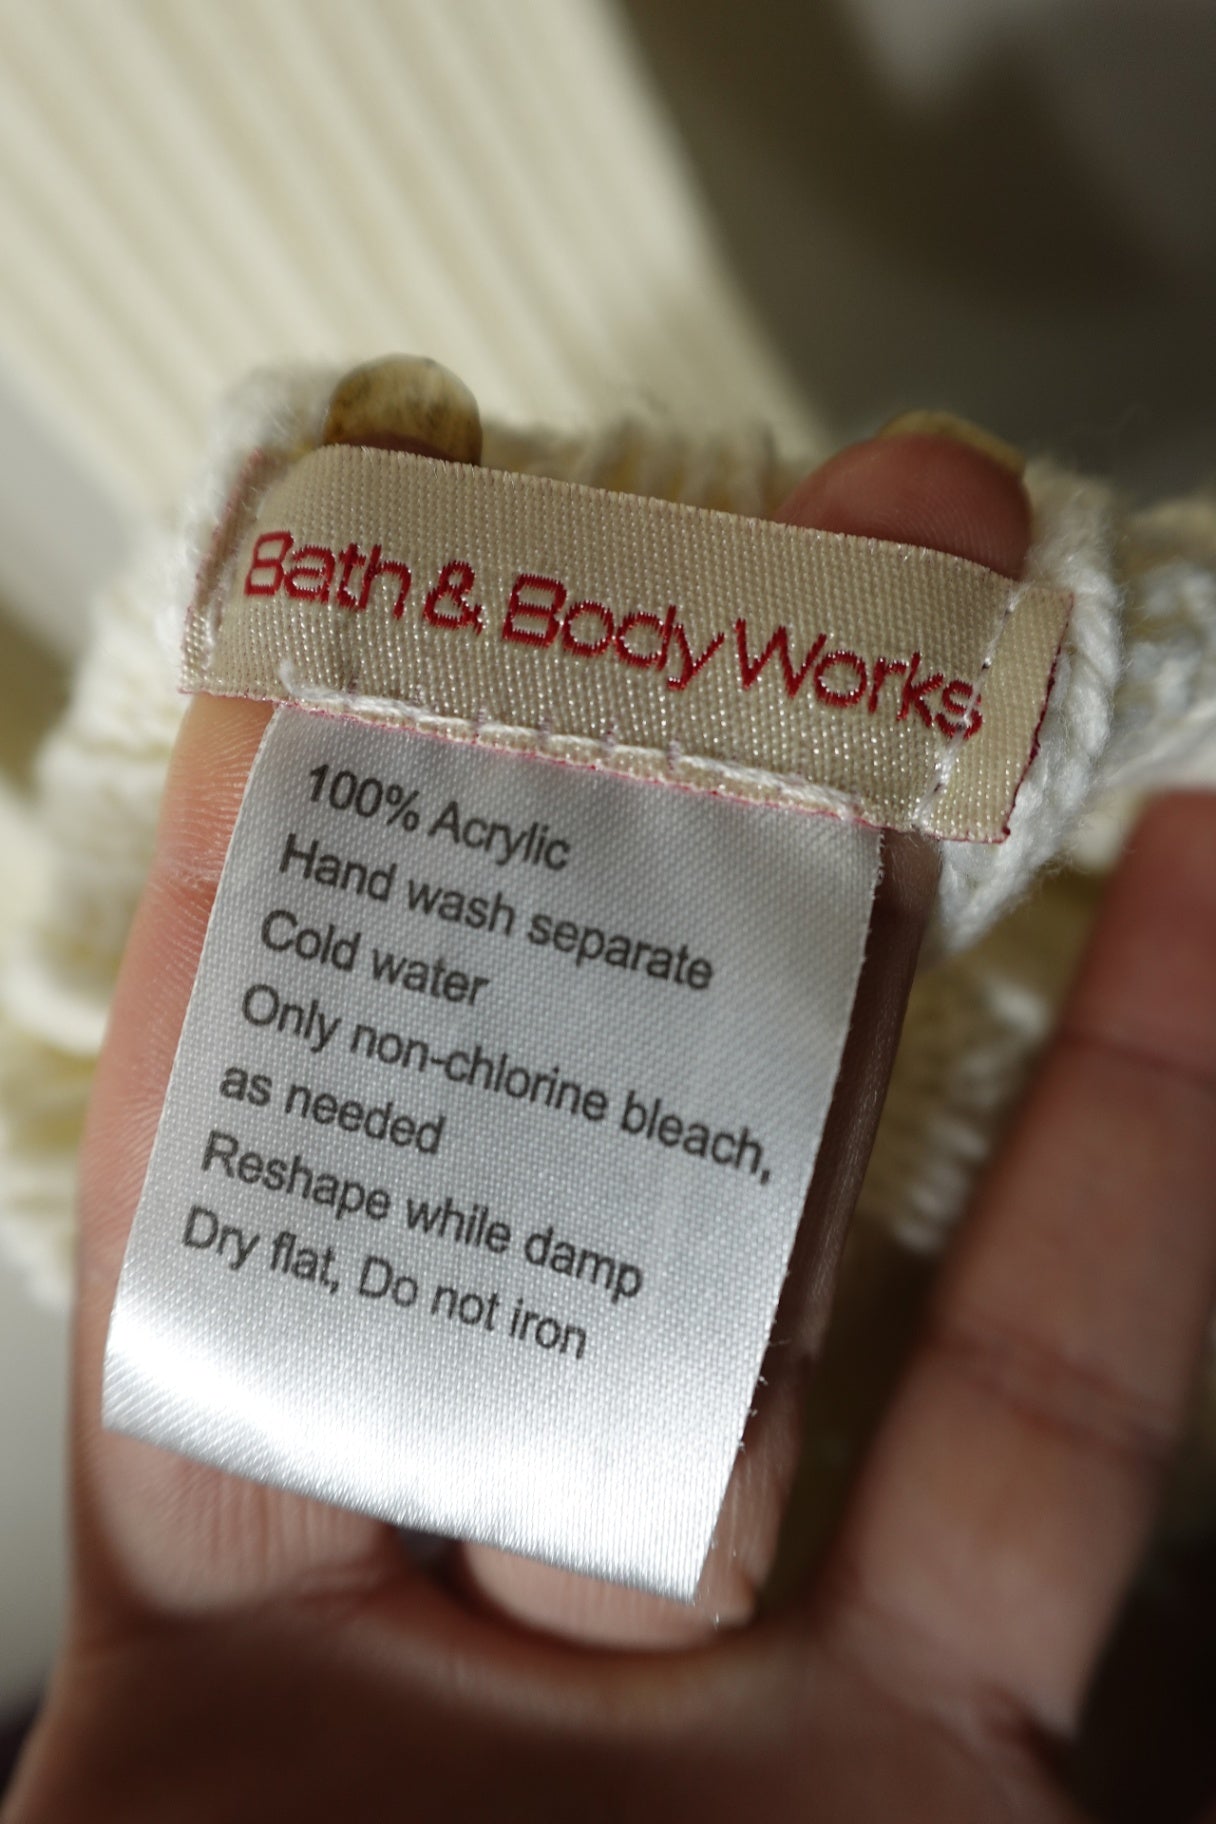 Bath & Body Works
100% Acrylic
Hand wash separate
Cold water
Only non-chlorine bleach,
as needed
Reshape while damp
Dry flat, Do not iron